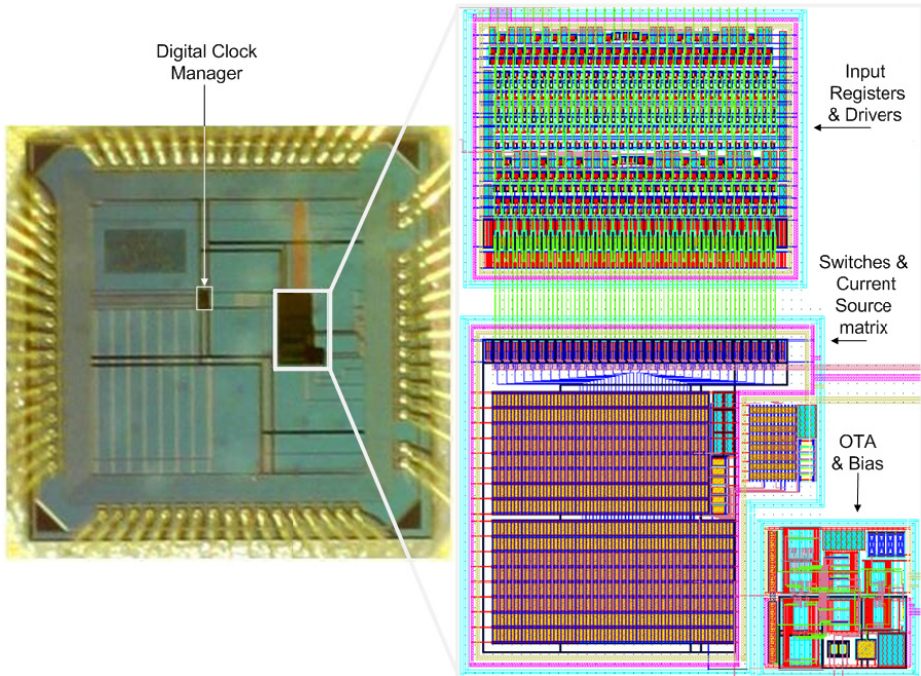 Digital Clock
Manager
Input
Registers
& Drivers
Switches &
Current
Source
matrix
OTA
& Bias